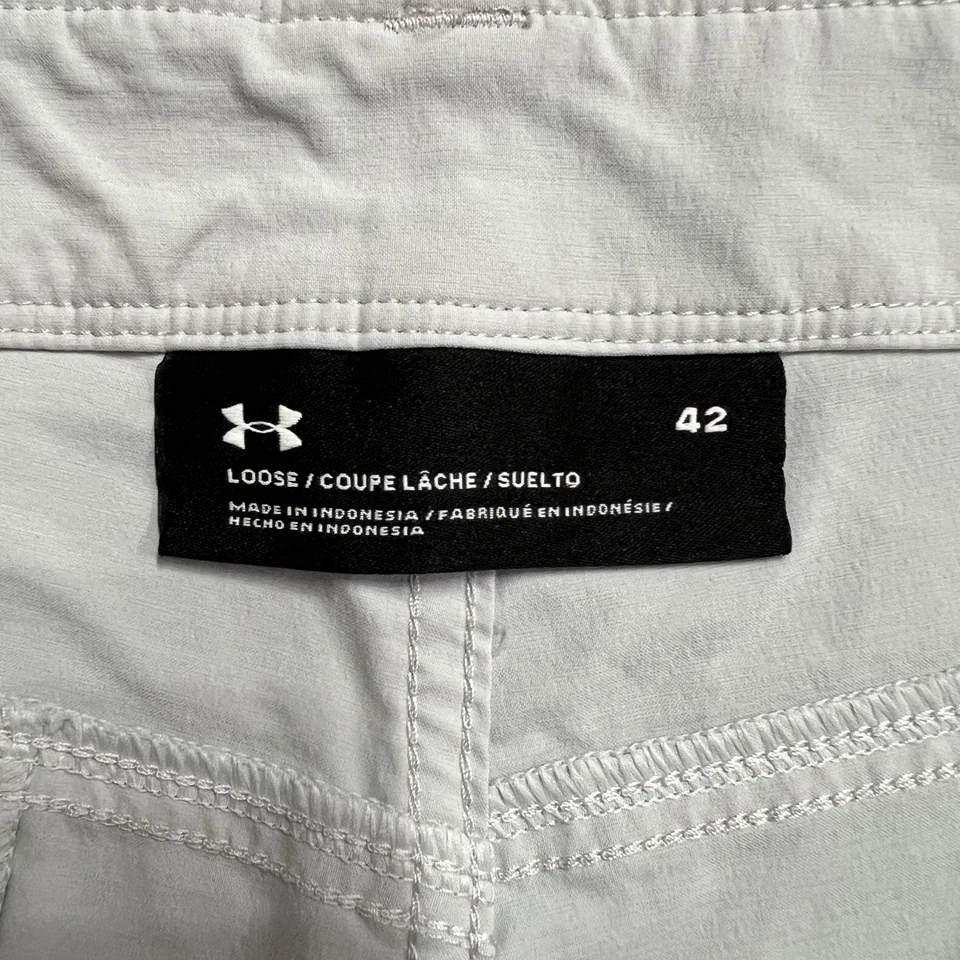 42
LOOSE / COUPE LÂCHE / SUELTO
MADE IN INDONESIA / FABRIQUÉ EN INDONÉSIE /
HECHO EN INDONESIA